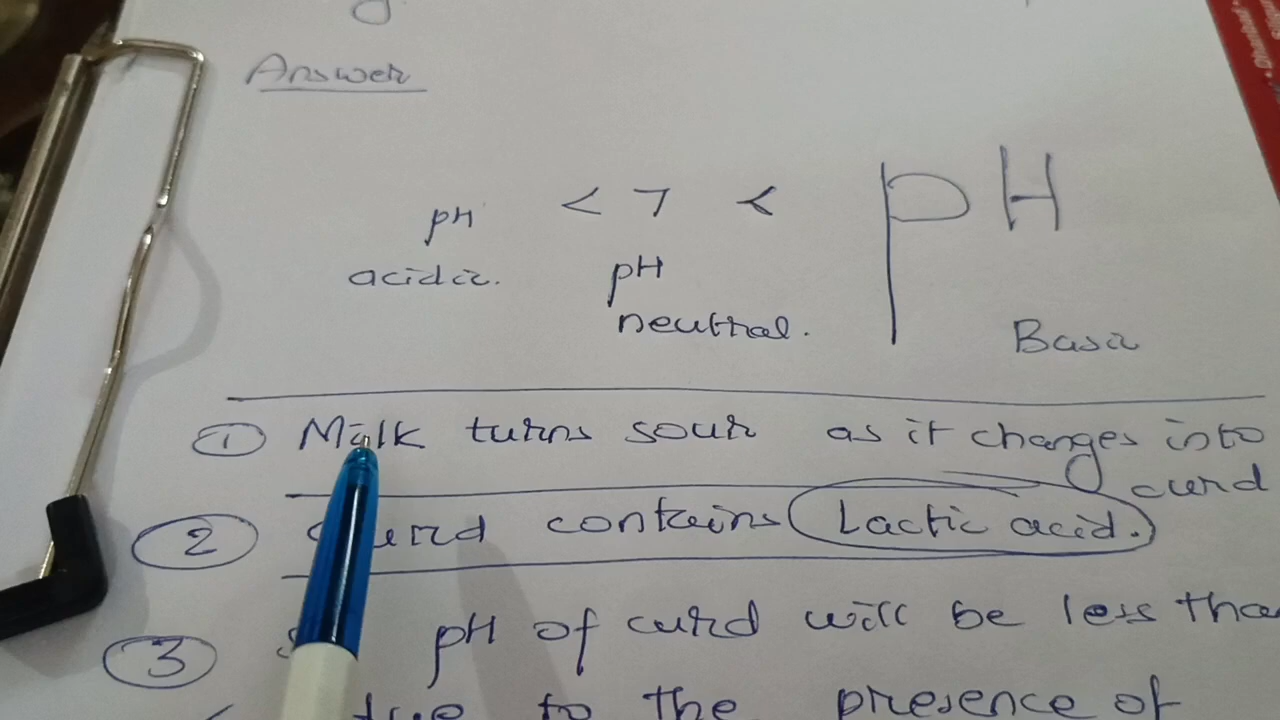 Answer
pH < 7 < pH
acidic. pH Basic
neutral.
① Milk turns sour as it changes into
curd
② Curd contains Lactic acid.
③ pH of curd will be less than
due to the presence of